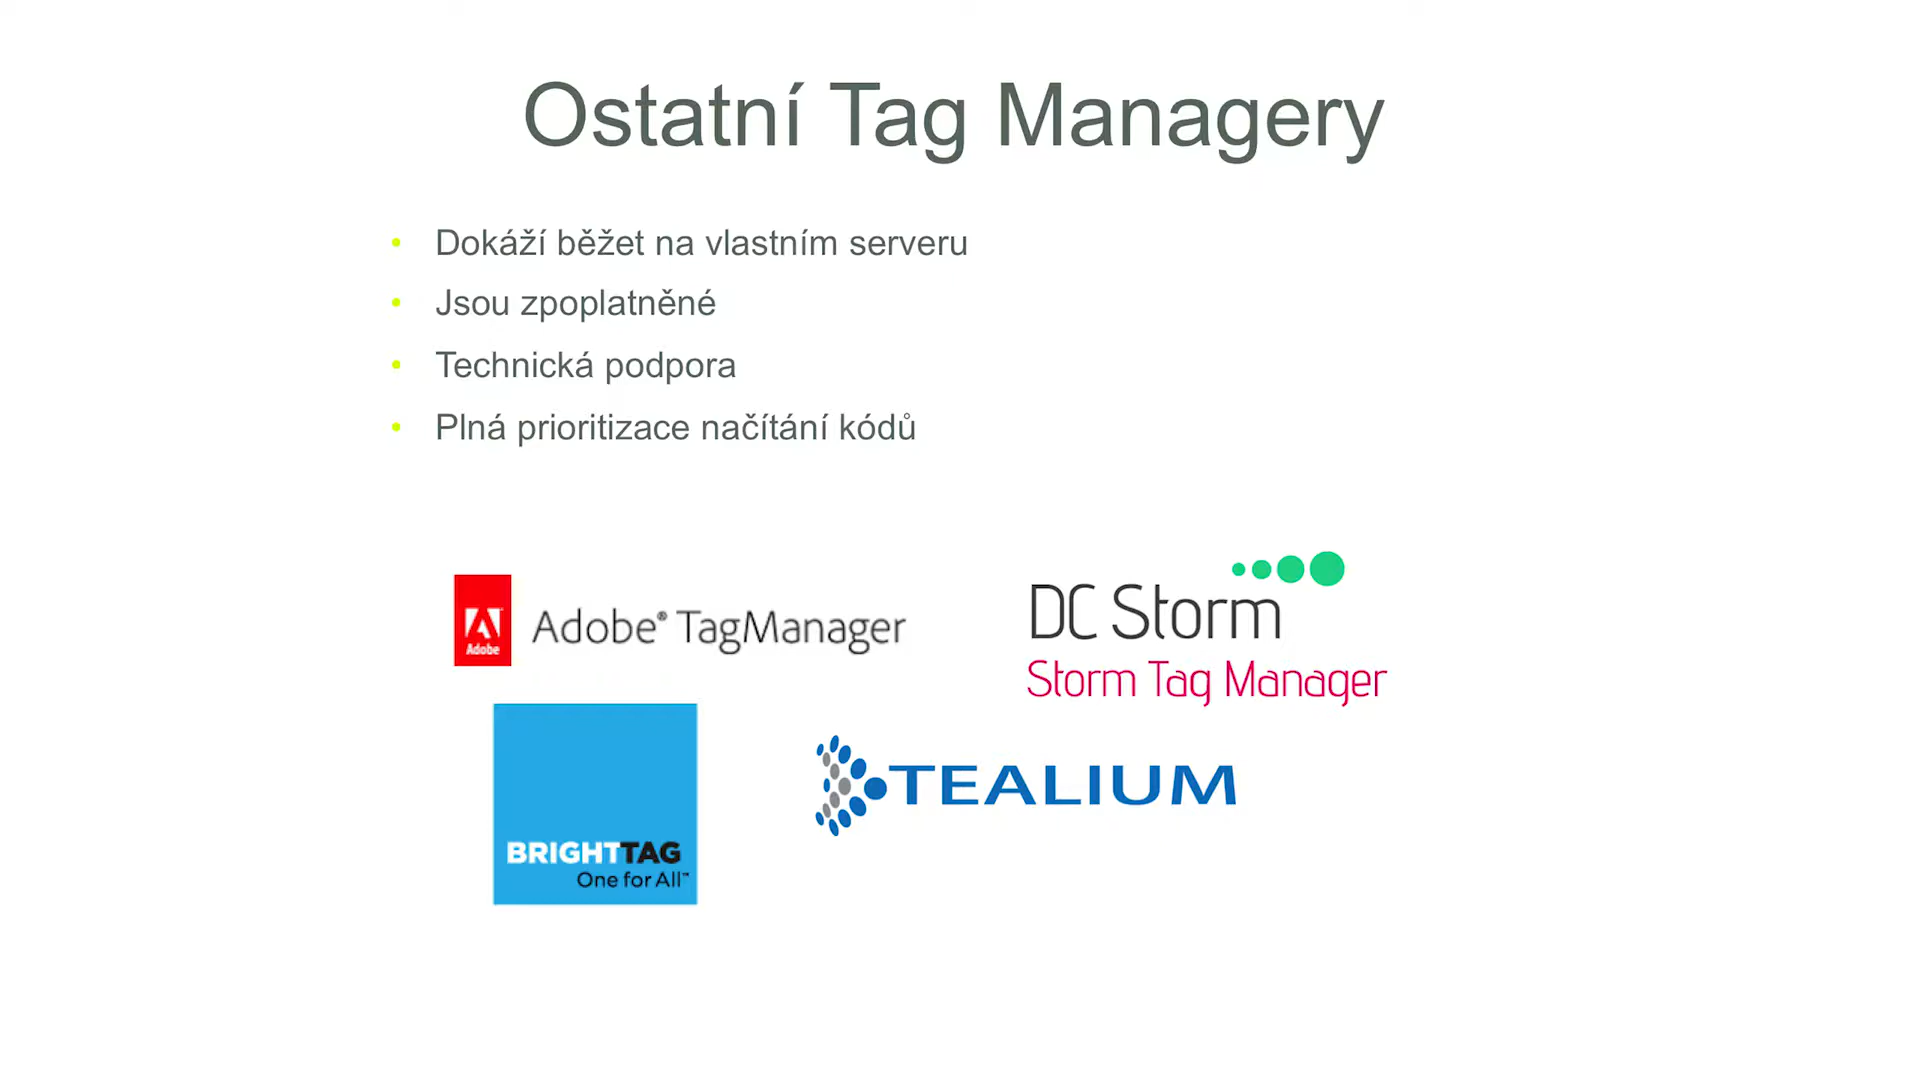 Ostatní Tag Managery
• Dokáží běžet na vlastním serveru
• Jsou zpoplatněné
• Technická podpora
• Plná prioritizace načítání kódů
Adobe
Adobe® TagManager
DC Storm
Storm Tag Manager
BRIGHTTAG
One for All™
TEALIUM